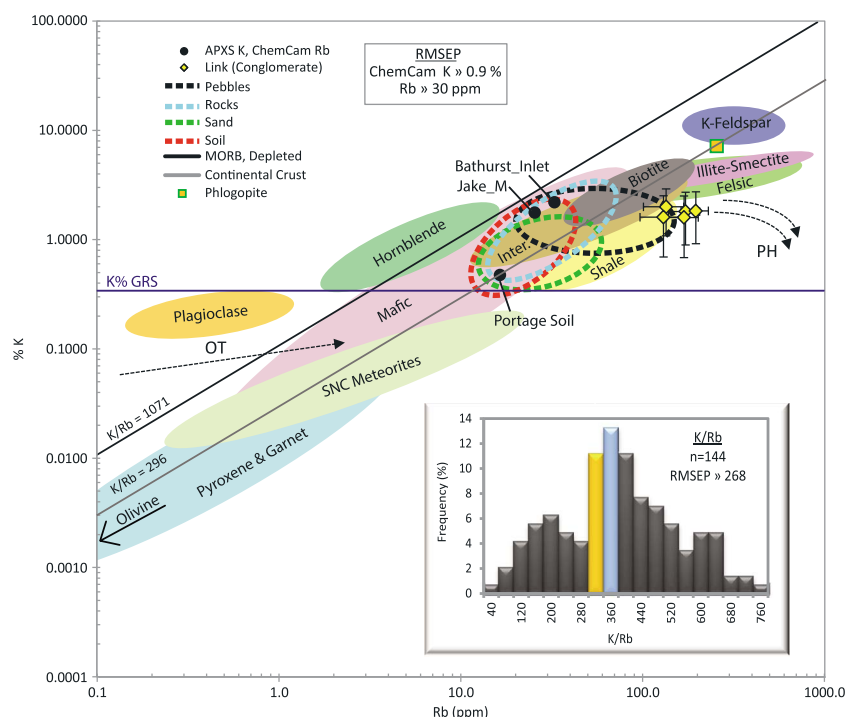 100.0000
10.0000
1.0000
0.1000
0.0100
0.0010
0.0001
% K
0.1
1.0
10.0
100.0
1000.0
Rb (ppm)
APXS K, ChemCam Rb
Link (Conglomerate)
Pebbles
Rocks
Sand
Soil
MORB, Depleted
Continental Crust
Phlogopite
RMSEP
ChemCam K » 0.9 %
Rb » 30 ppm
K-Feldspar
Bathurst_Inlet
Jake_M
Biotite
Illite-Smectite
Felsic
Hornblende
Inter.
Shale
PH
K% GRS
Plagioclase
Mafic
Portage Soil
OT
SNC Meteorites
K/Rb = 1071
K/Rb = 296
Pyroxene & Garnet
Olivine
14
12
10
8
6
4
2
0
Frequency (%)
K/Rb
n=144
RMSEP » 268
40
120
200
280
360
440
520
600
680
760
K/Rb